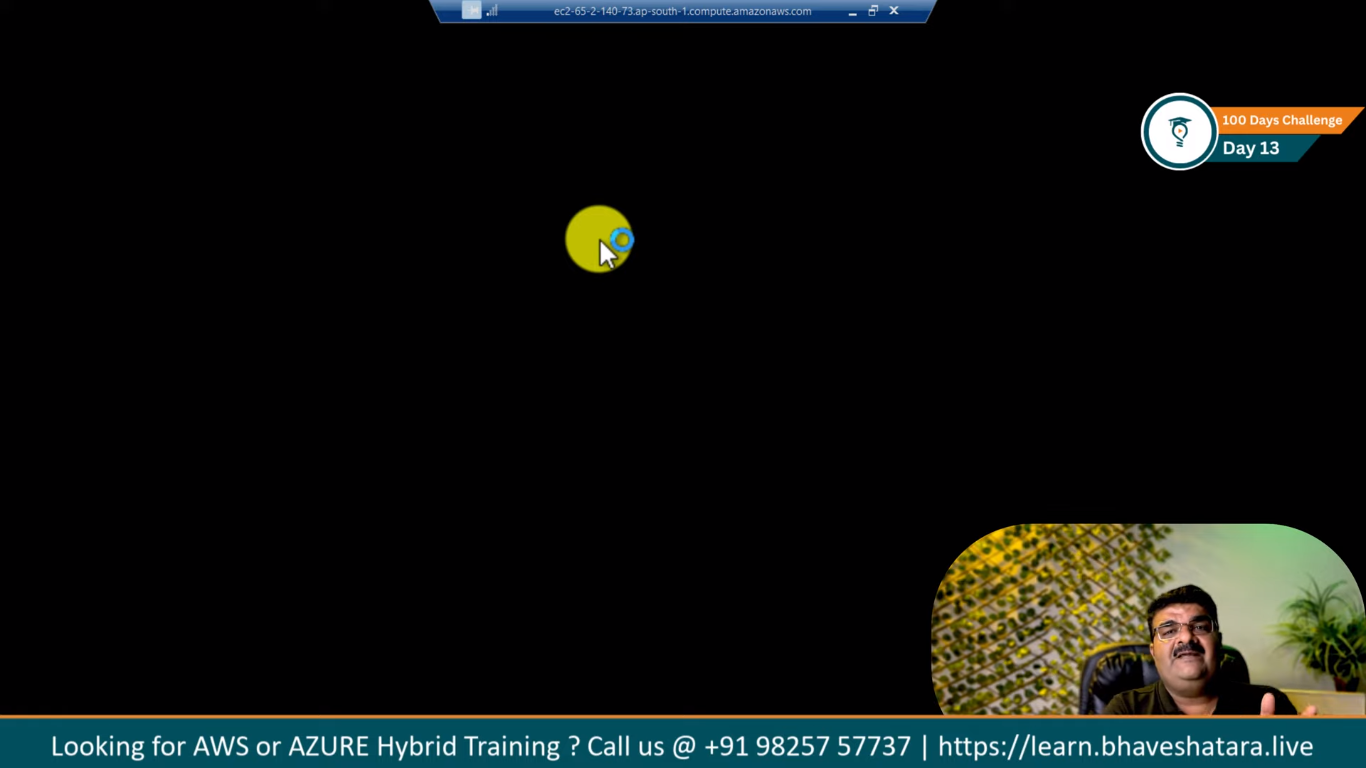 ec2-65-2-140-73.ap-south-1.compute.amazonaws.com
100 Days Challenge
Day 13
Looking for AWS or AZURE Hybrid Training ? Call us @ +91 98257 57737 | https://learn.bhaveshatara.live